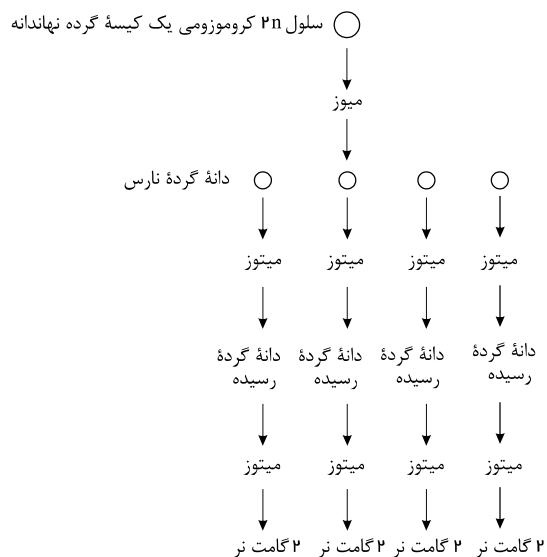 سلول ۲n کروموزومی یک کیسهٔ گرده نهاندانه
میوز
دانهٔ گردهٔ نارس
میتوز میتوز میتوز میتوز
دانهٔ گردهٔ دانهٔ گردهٔ دانهٔ گردهٔ دانهٔ گردهٔ
رسیده رسیده رسیده رسیده
میتوز میتوز میتوز میتوز
۲ گامت نر ۲ گامت نر ۲ گامت نر ۲ گامت نر